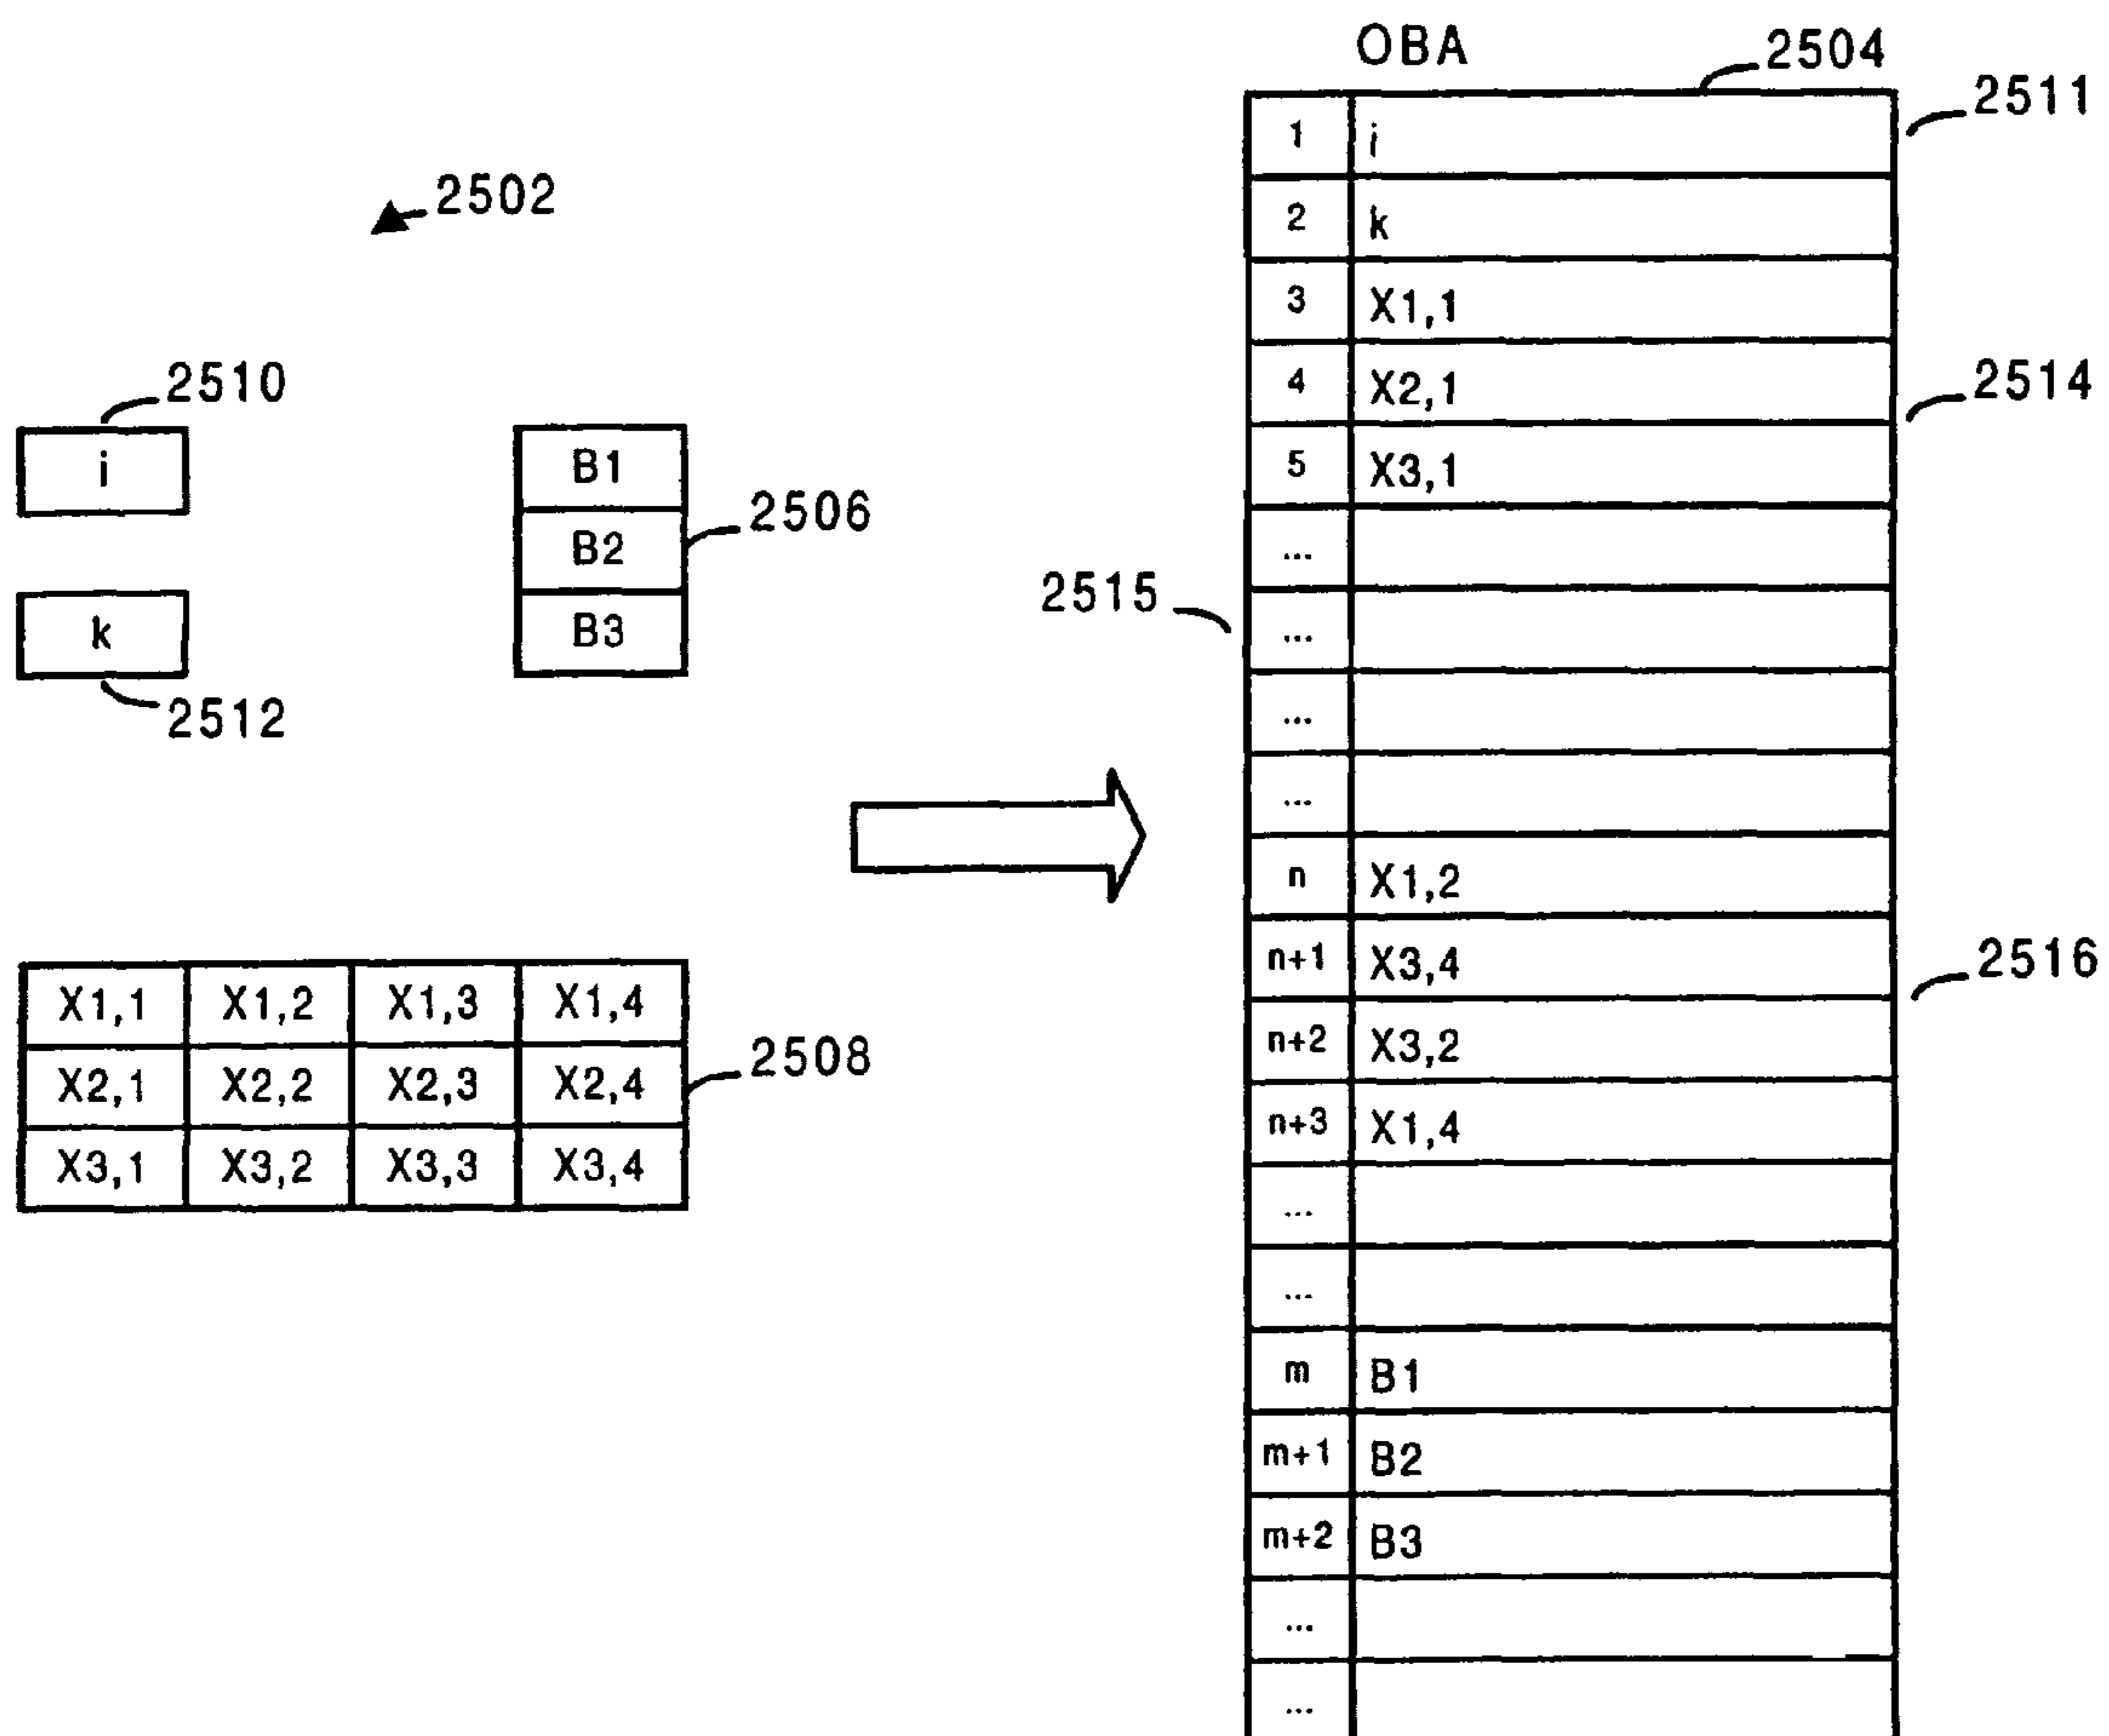 2502
2510
i
k
2512
B1
B2
B3
2506
X1,1 X1,2 X1,3 X1,4
X2,1 X2,2 X2,3 X2,4
X3,1 X3,2 X3,3 X3,4
2508
OBA
2504
2511
2514
2515
2516
1 i
2 k
3 X1,1
4 X2,1
5 X3,1
...
...
...
...
n X1,2
n+1 X3,4
n+2 X3,2
n+3 X1,4
...
...
m B1
m+1 B2
m+2 B3
...
...